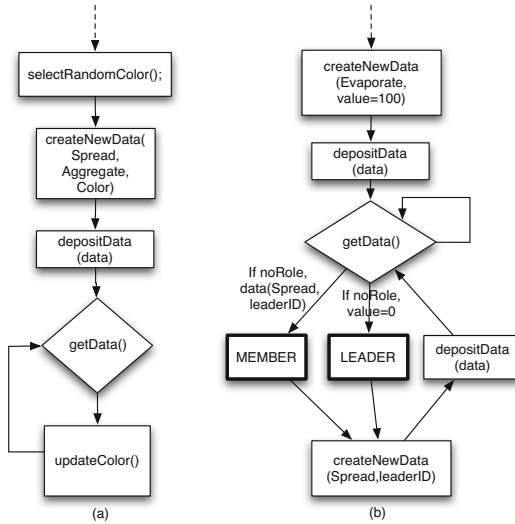 selectRandomColor();
createNewData(
Spread,
Aggregate,
Color)
depositData
(data)
getData()
updateColor()
(a)
createNewData
(Evaporate,
value=100)
depositData
(data)
getData()
If noRole,
data(Spread,
leaderID)
If noRole,
value=0
MEMBER
LEADER
depositData
(data)
createNewData
(Spread,leaderID)
(b)